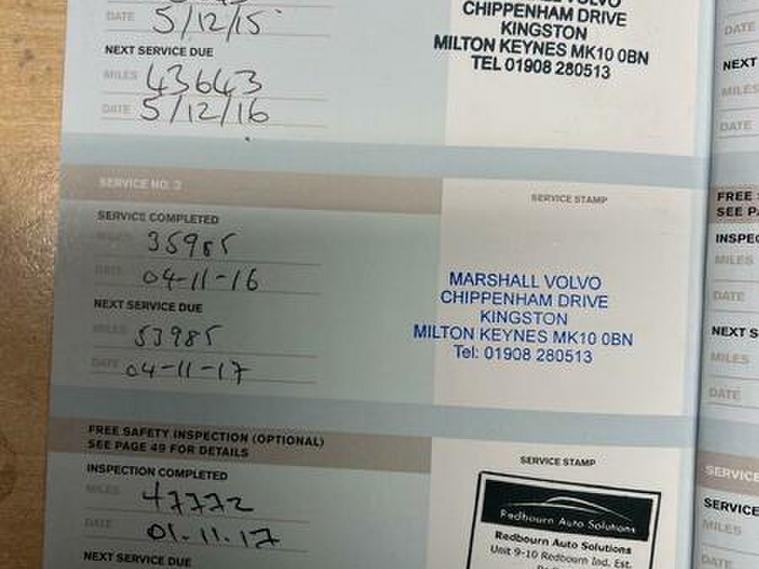 DATE 5/12/15
NEXT SERVICE DUE
MILES 43643
DATE 5/12/16
CHIPPENHAM DRIVE
KINGSTON
MILTON KEYNES MK10 0BN
TEL 01908 280513
SERVICE NO. 3
SERVICE STAMP
SERVICE COMPLETED
MILES 35985
DATE 04-11-16
NEXT SERVICE DUE
MILES 53985
DATE 04-11-17
MARSHALL VOLVO
CHIPPENHAM DRIVE
KINGSTON
MILTON KEYNES MK10 0BN
Tel: 01908 280513
FREE SAFETY INSPECTION (OPTIONAL)
SEE PAGE 49 FOR DETAILS
SERVICE STAMP
INSPECTION COMPLETED
MILES 47772
DATE 01.11.17
NEXT SERVICE DUE
Redbourn Auto Solutions
Redbourn Auto Solutions
Unit 9-10 Redbourn Ind. Est.
DATE
NEXT
MILES
DATE
FREE
SEE
MILES
DATE
NEXT
MILES
DATE
SERVICE
SERVICE
MILES
DATE